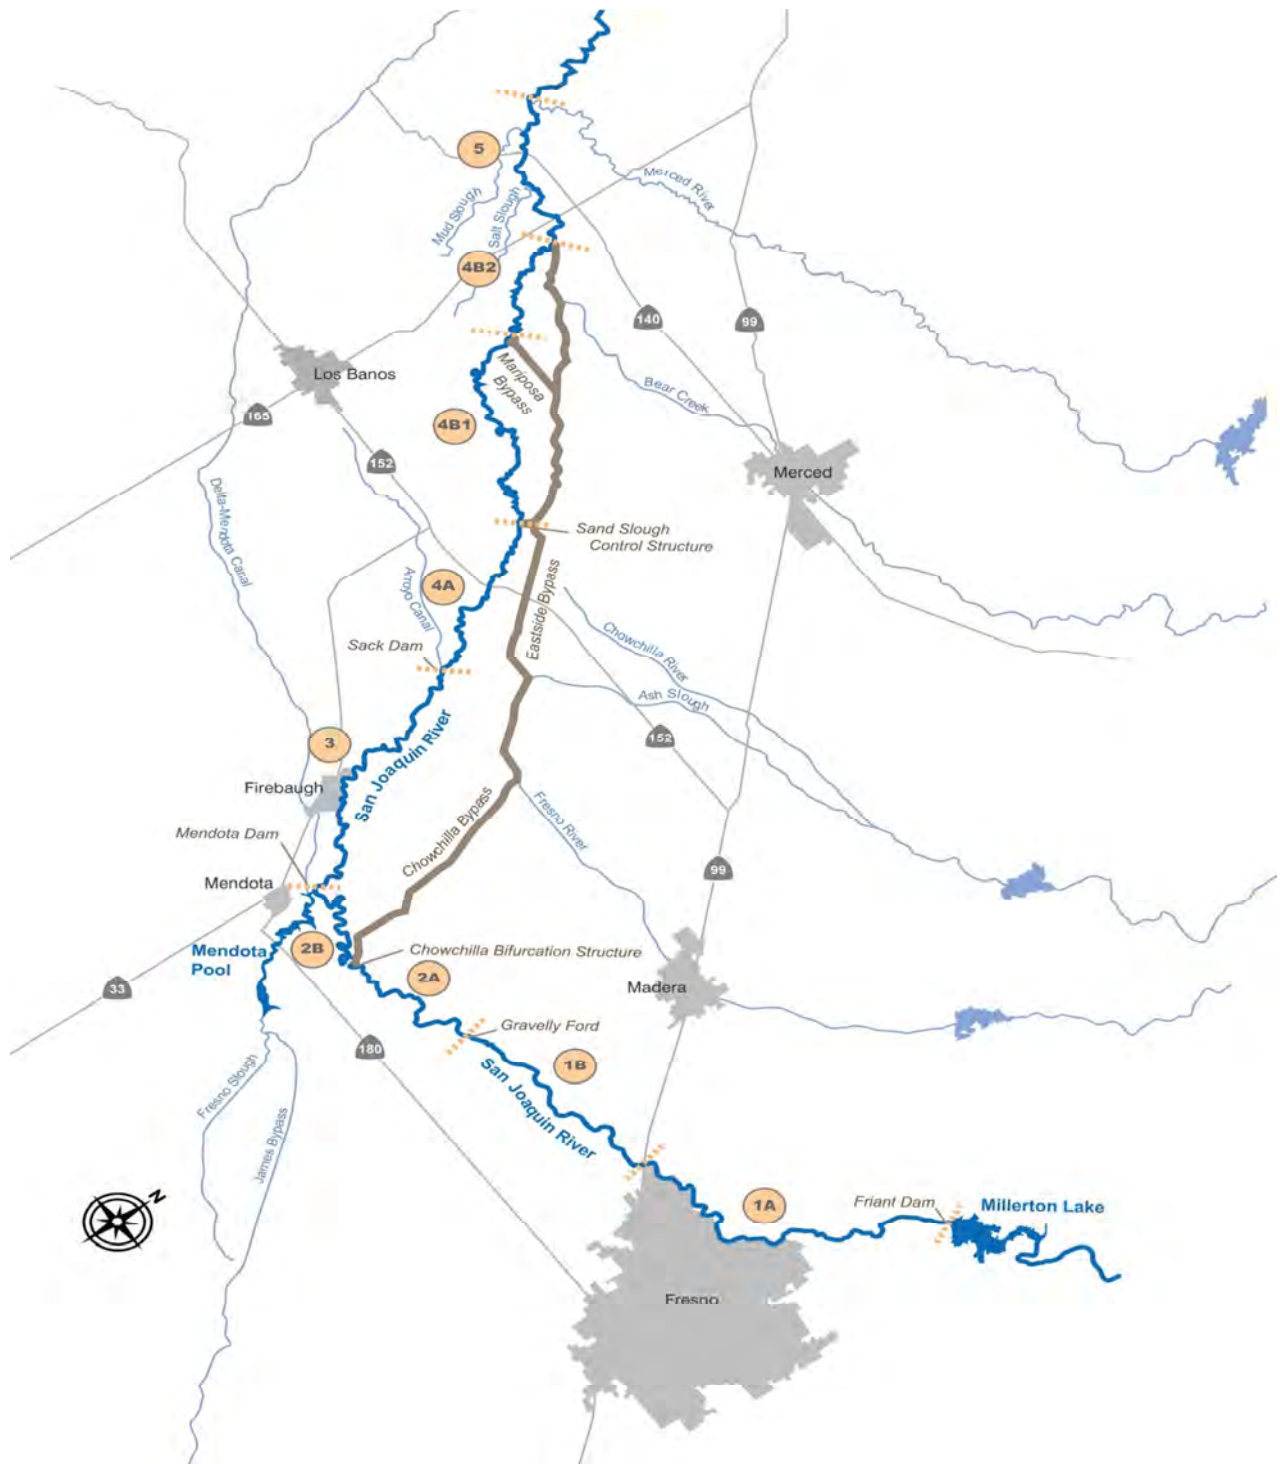 5
Merced River
Mud Slough
Salt Slough
4B2
140
99
Los Banos
Mariposa
Bypass
Bear Creek
165
4B1
152
Merced
Delta-Mendota Canal
Sand Slough
Control Structure
Arroyo Canal
4A
Eastside Bypass
Chowchilla River
Sack Dam
Ash Slough
3
San Joaquin River
152
Firebaugh
Chowchilla Bypass
Fresno River
Mendota Dam
99
Mendota
Mendota
Pool
2B
Chowchilla Bifurcation Structure
2A
33
Madera
Gravelly Ford
180
1B
San Joaquin River
Fresno Slough
James Bypass
N
1A
Friant Dam
Millerton Lake
Fresno